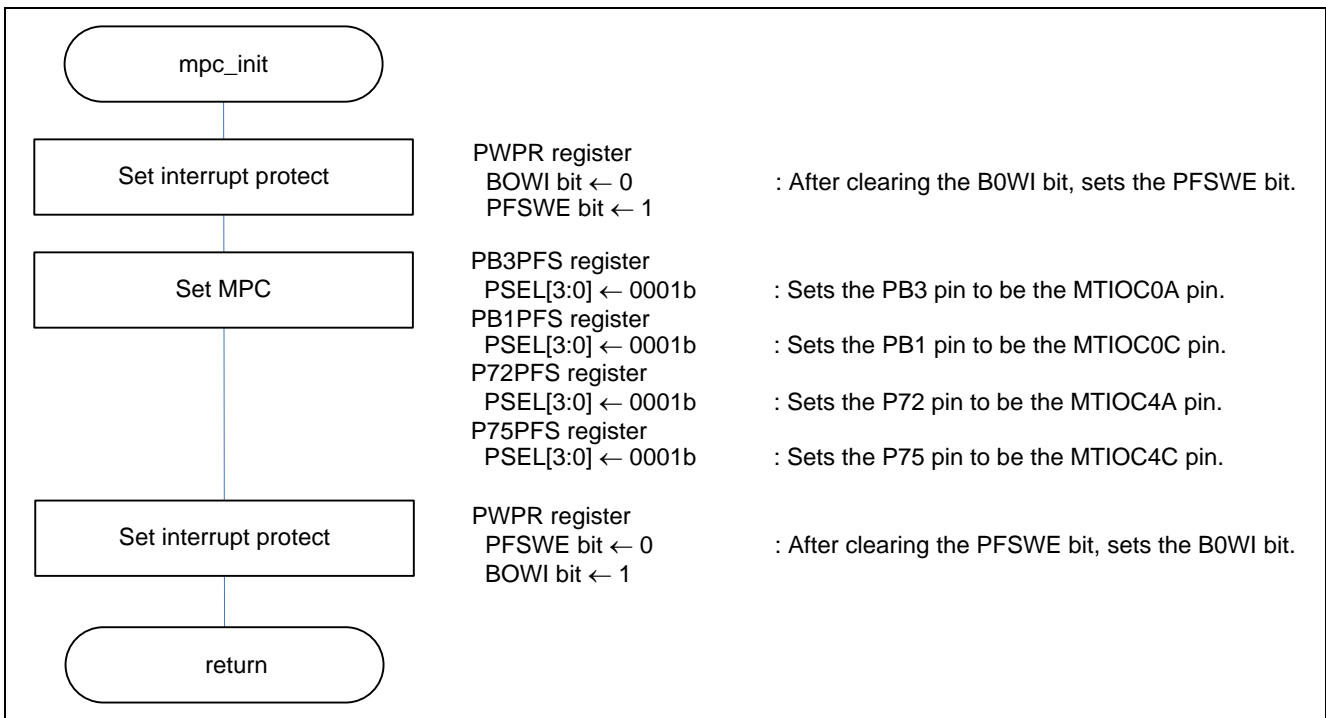 mpc_init
Set interrupt protect
PWPR register
BOWI bit ← 0 : After clearing the B0WI bit, sets the PFSWE bit.
PFSWE bit ← 1
Set MPC
PB3PFS register
PSEL[3:0] ← 0001b : Sets the PB3 pin to be the MTIOC0A pin.
PB1PFS register
PSEL[3:0] ← 0001b : Sets the PB1 pin to be the MTIOC0C pin.
P72PFS register
PSEL[3:0] ← 0001b : Sets the P72 pin to be the MTIOC4A pin.
P75PFS register
PSEL[3:0] ← 0001b : Sets the P75 pin to be the MTIOC4C pin.
Set interrupt protect
PWPR register
PFSWE bit ← 0 : After clearing the PFSWE bit, sets the B0WI bit.
BOWI bit ← 1
return